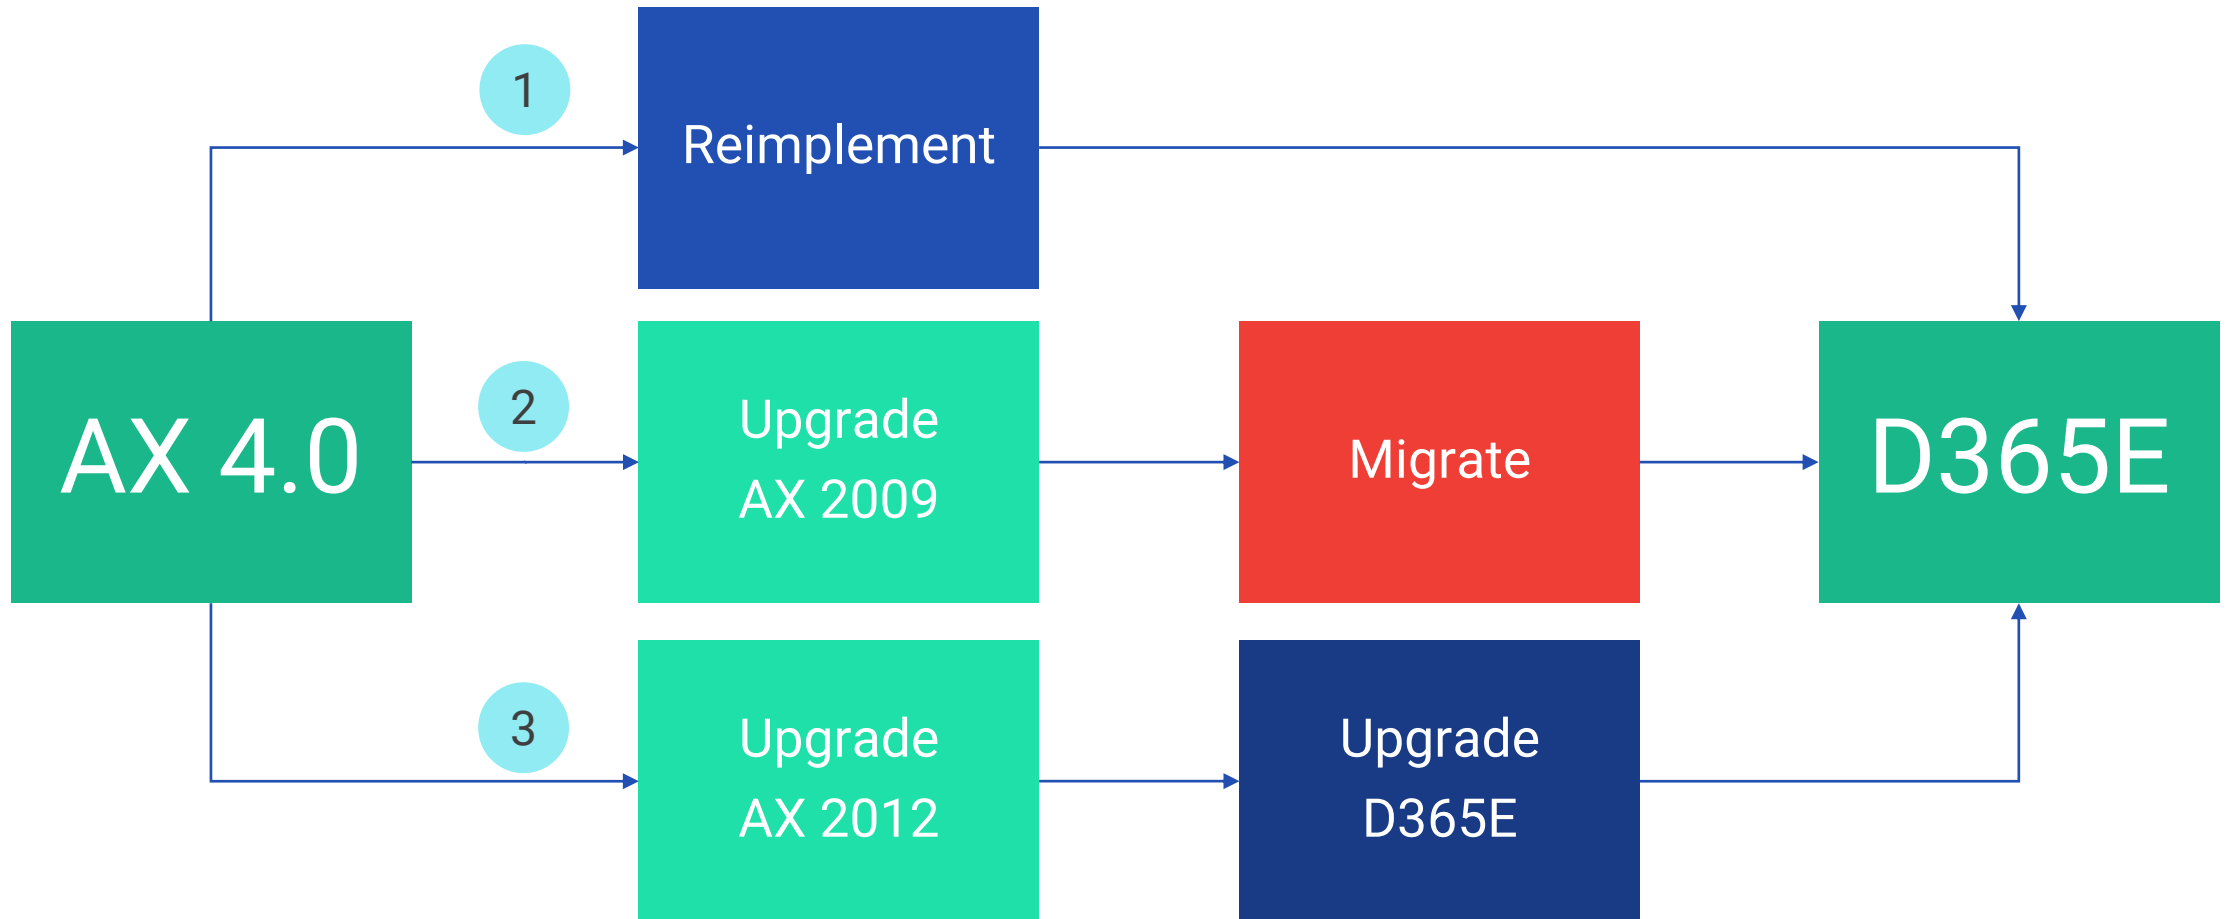 1
Reimplement
AX 4.0
2
Upgrade
AX 2009
Migrate
D365E
3
Upgrade
AX 2012
Upgrade
D365E